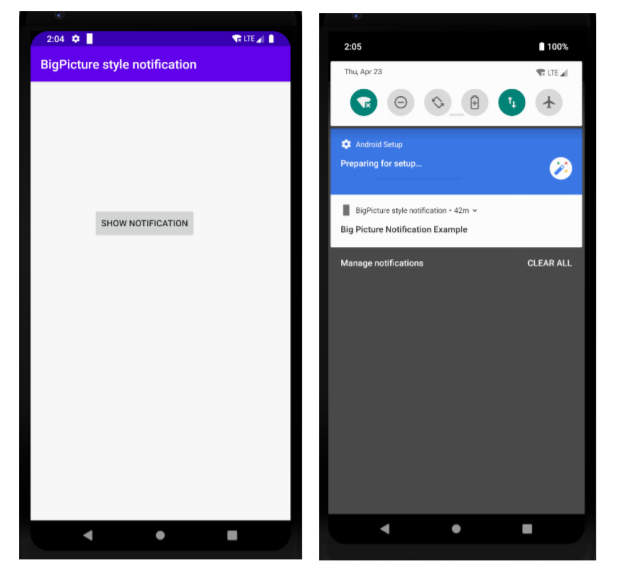 2:04 LTE
BigPicture style notification
SHOW NOTIFICATION
2:05 100%
Thu, Apr 23 LTE
Android Setup
Preparing for setup...
BigPicture style notification • 42m
Big Picture Notification Example
Manage notifications CLEAR ALL